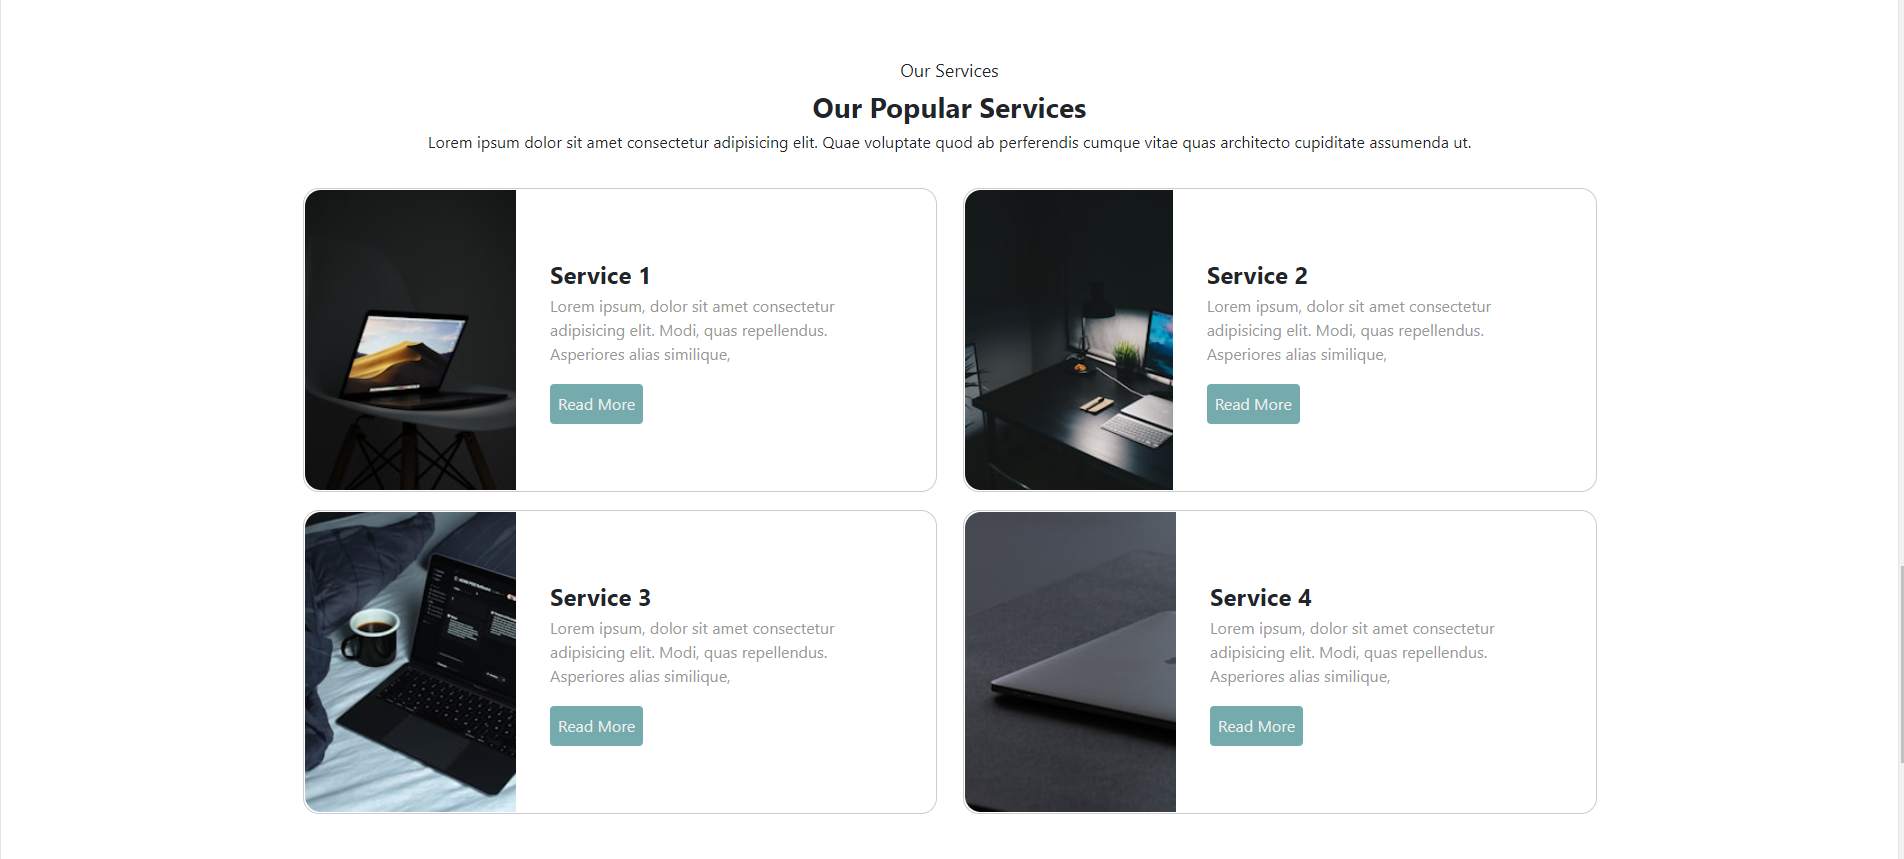 Our Services
Our Popular Services
Lorem ipsum dolor sit amet consectetur adipisicing elit. Quae voluptate quod ab perferendis cumque vitae quas architecto cupiditate assumenda ut.
Service 1
Lorem ipsum, dolor sit amet consectetur
adipisicing elit. Modi, quas repellendus.
Asperiores alias similique,
Read More
Service 2
Lorem ipsum, dolor sit amet consectetur
adipisicing elit. Modi, quas repellendus.
Asperiores alias similique,
Read More
Service 3
Lorem ipsum, dolor sit amet consectetur
adipisicing elit. Modi, quas repellendus.
Asperiores alias similique,
Read More
Service 4
Lorem ipsum, dolor sit amet consectetur
adipisicing elit. Modi, quas repellendus.
Asperiores alias similique,
Read More